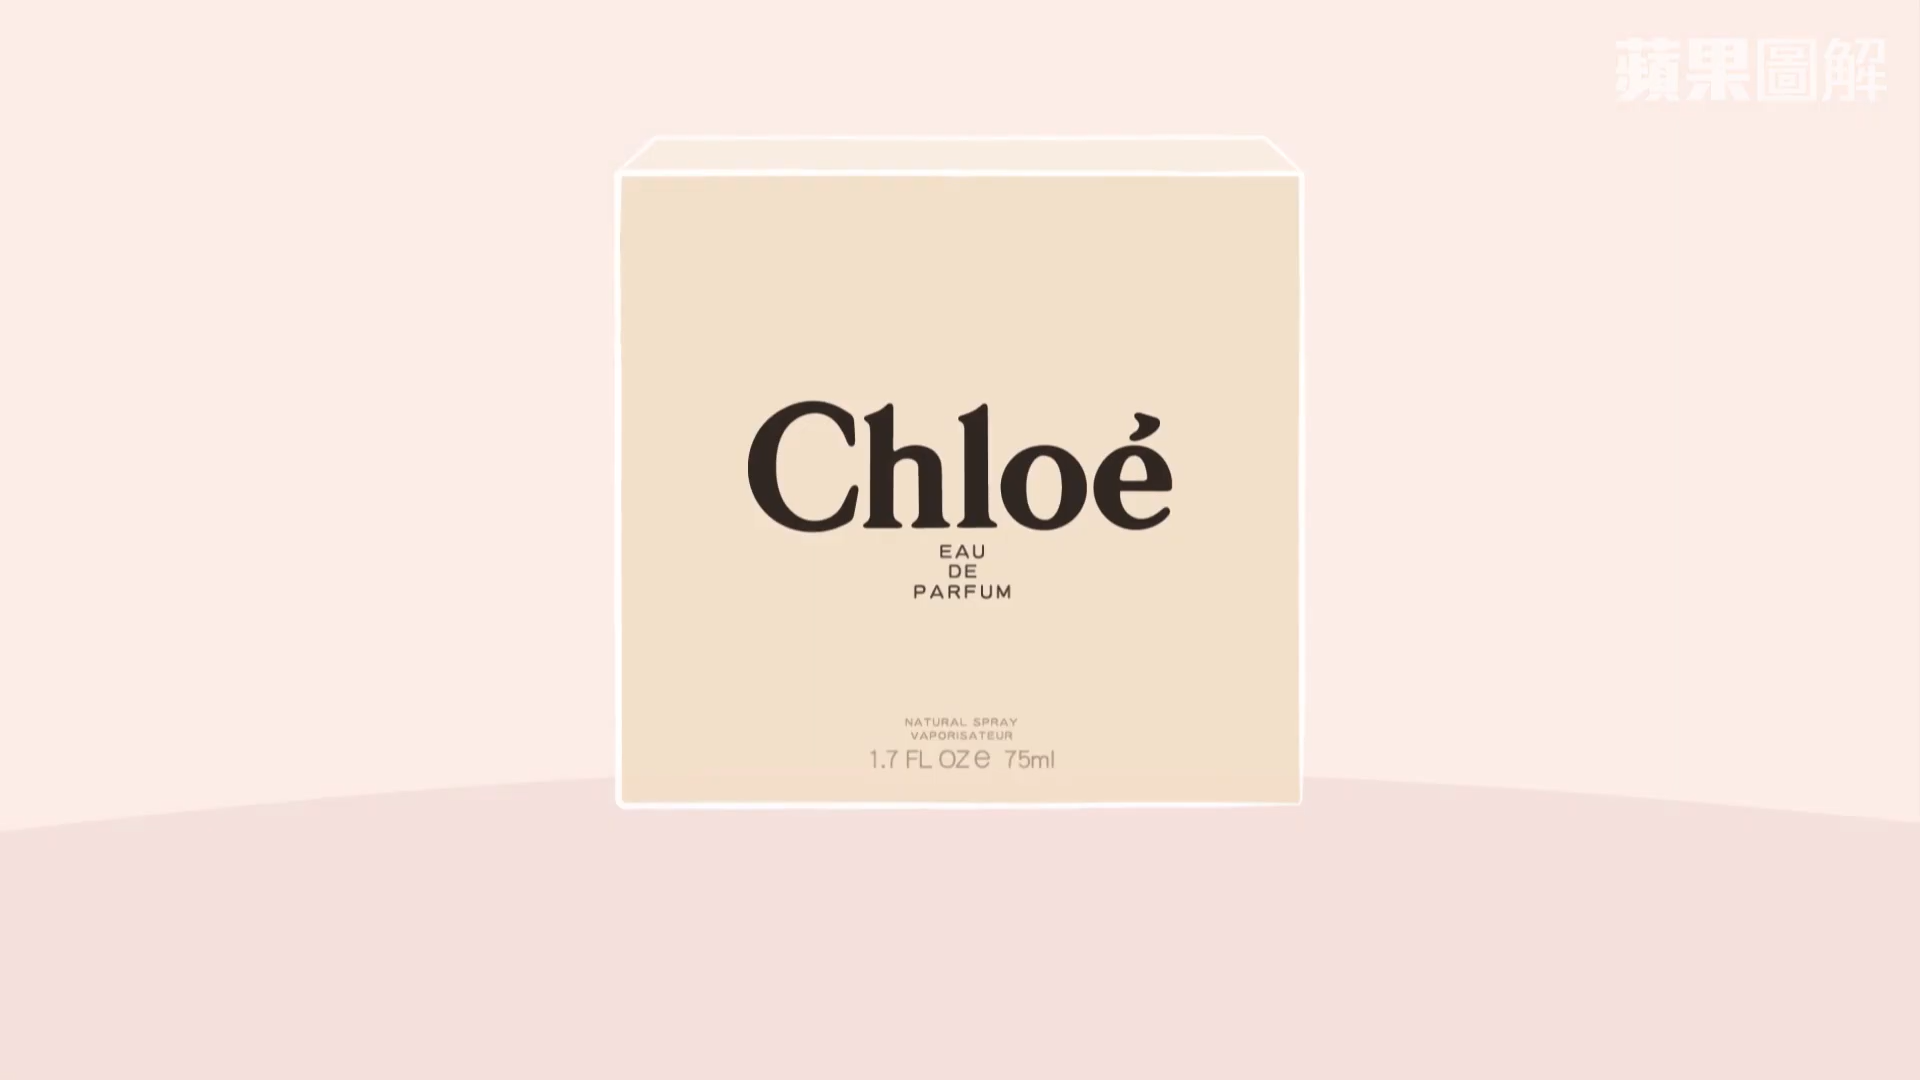 蘋果圖解
Chloé
EAU
DE
PARFUM
NATURAL SPRAY
VAPORISATEUR
1.7 FL OZ e 75ml